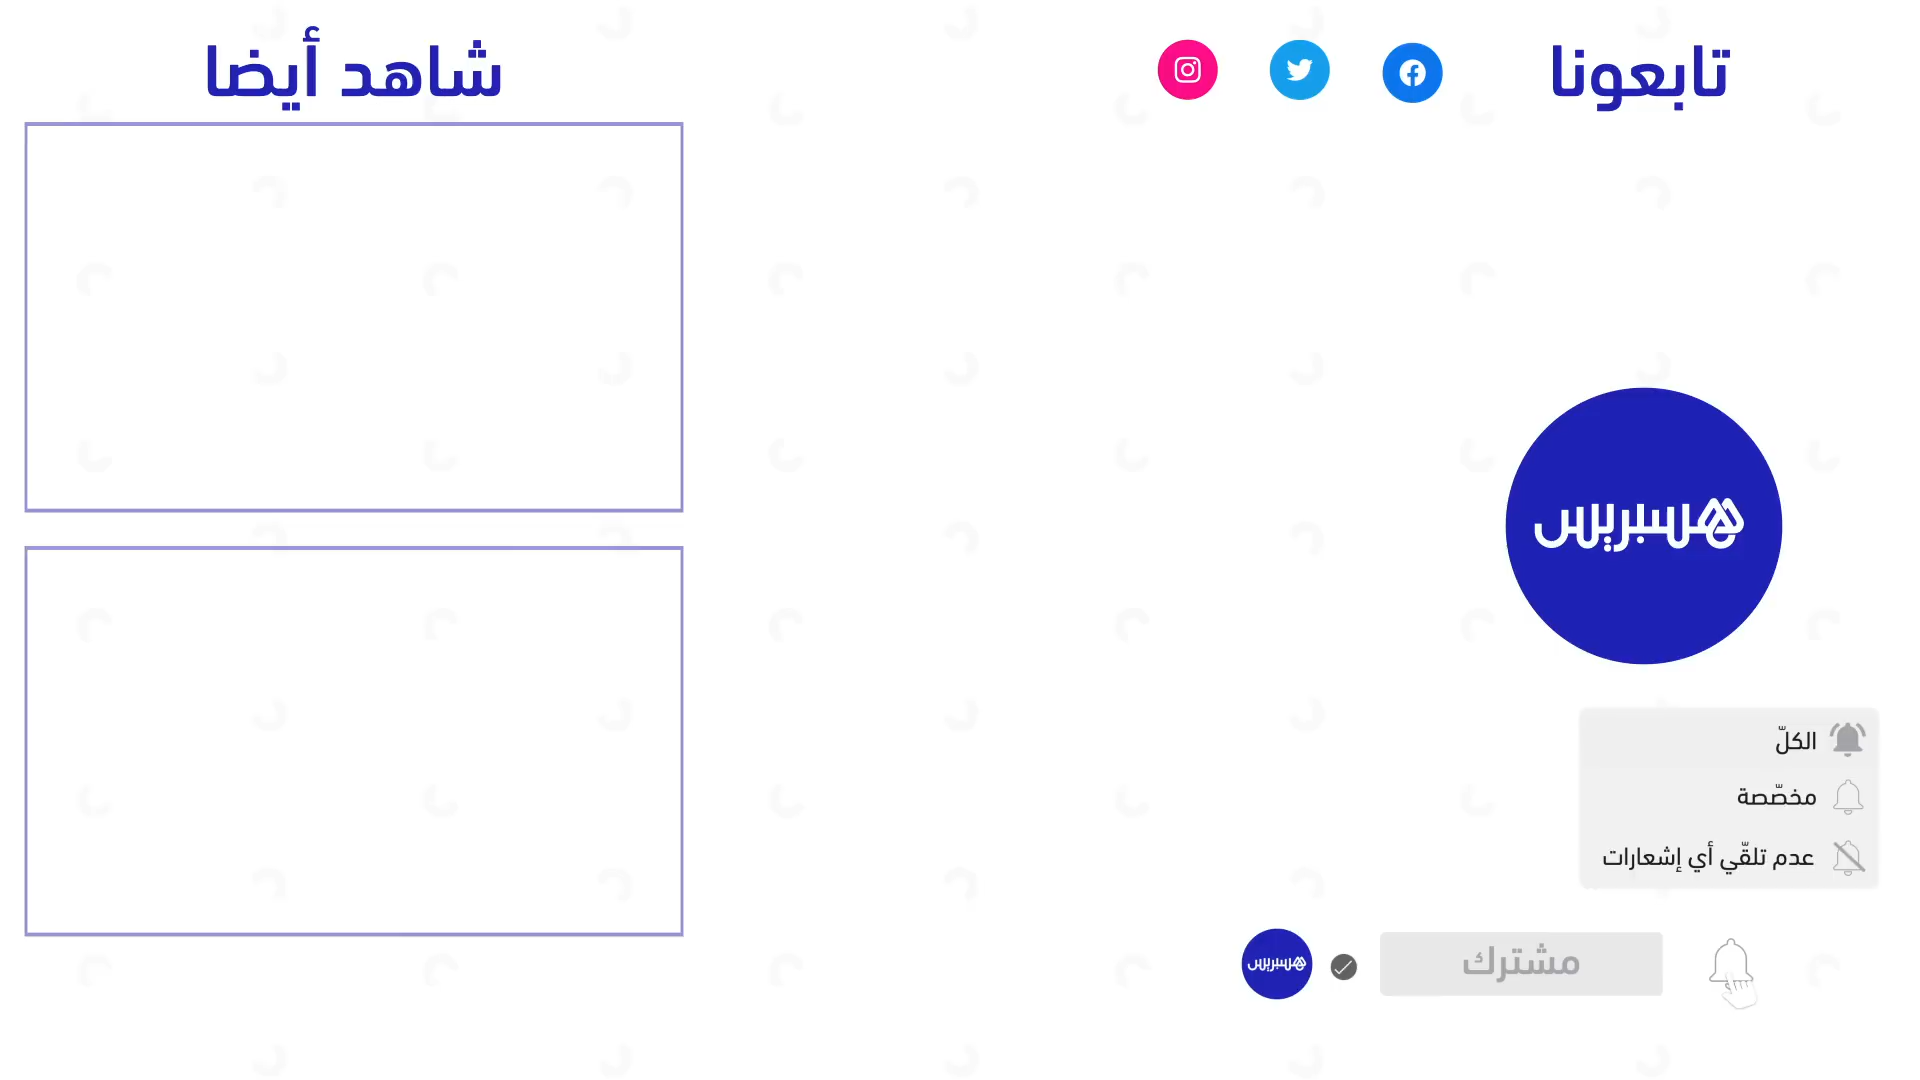 تابعونا
شاهد أيضا
هسبريس
الكلّ
مخصّصة
عدم تلقّي أي إشعارات
مشترك
هسبريس